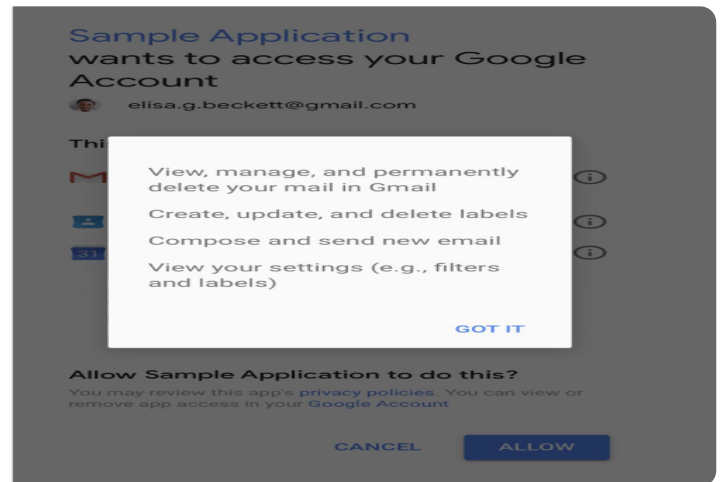 Sample Application
wants to access your Google
Account
elisa.g.beckett@gmail.com
Thi
View, manage, and permanently
delete your mail in Gmail
Create, update, and delete labels
Compose and send new email
View your settings (e.g., filters
and labels)
31
GOT IT
Allow Sample Application to do this?
You may review this app's privacy policies. You can view or
remove app access in your Google Account
CANCEL ALLOW